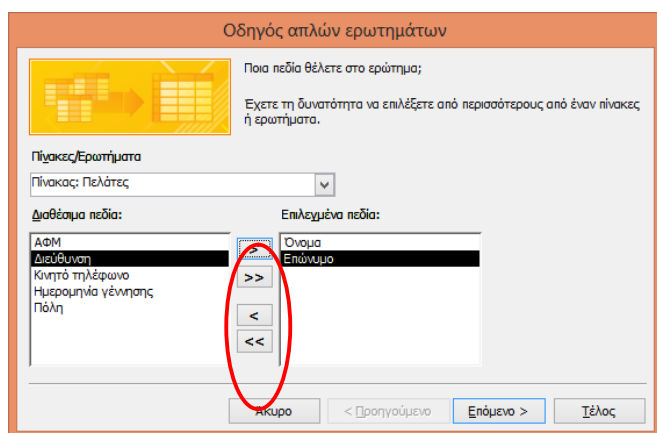 Οδηγός απλών ερωτημάτων
Ποια πεδία θέλετε στο ερώτημα;
Έχετε τη δυνατότητα να επιλέξετε από περισσότερους από έναν πίνακες
ή ερωτήματα.
Πίνακες/Ερωτήματα
Πίνακας: Πελάτες
Διαθέσιμα πεδία:
Επιλεγμένα πεδία:
ΑΦΜ
Διεύθυνση
Κινητό τηλέφωνο
Ημερομηνία γέννησης
Πόλη
>
>>
<
<<
Όνομα
Επώνυμο
Άκυρο
< Προηγούμενο
Επόμενο >
Τέλος